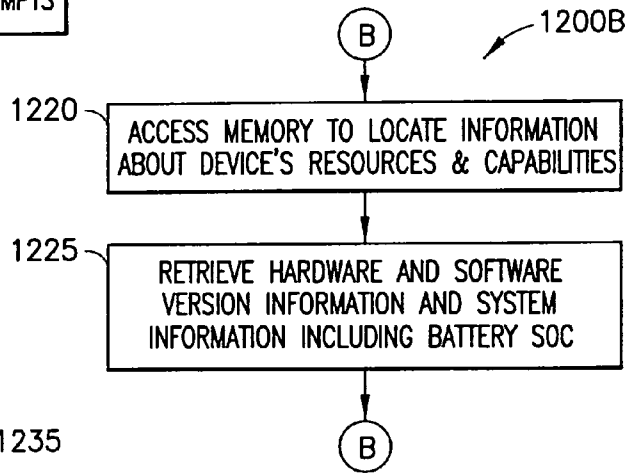 1200B
B
1220
ACCESS MEMORY TO LOCATE INFORMATION
ABOUT DEVICE'S RESOURCES & CAPABILITIES
1225
RETRIEVE HARDWARE AND SOFTWARE
VERSION INFORMATION AND SYSTEM
INFORMATION INCLUDING BATTERY SOC
1235
B